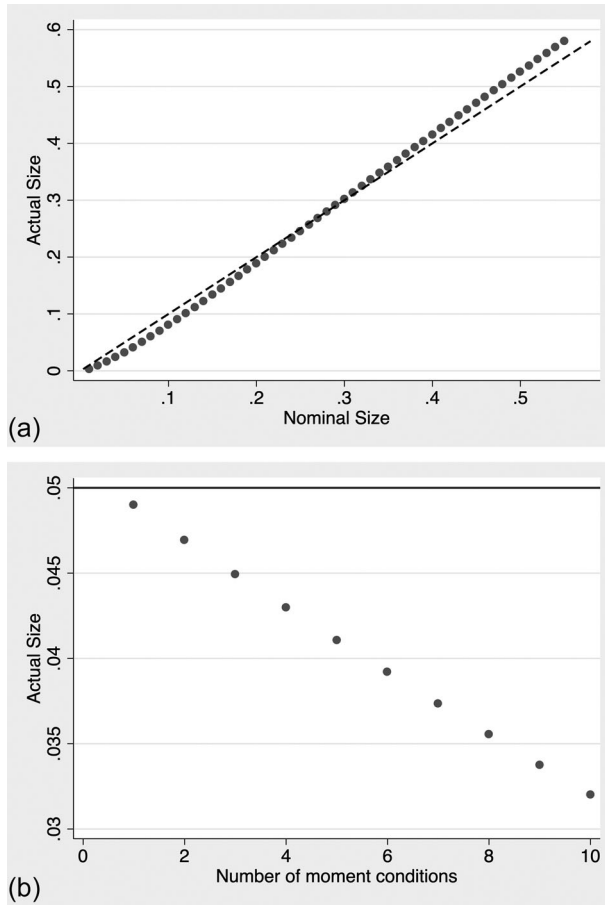 .6
.5
.4
.3
.2
.1
0
Actual Size
.1 .2 .3 .4 .5
Nominal Size
(a)
.05
.045
.04
.035
.03
Actual Size
0 2 4 6 8 10
Number of moment conditions
(b)